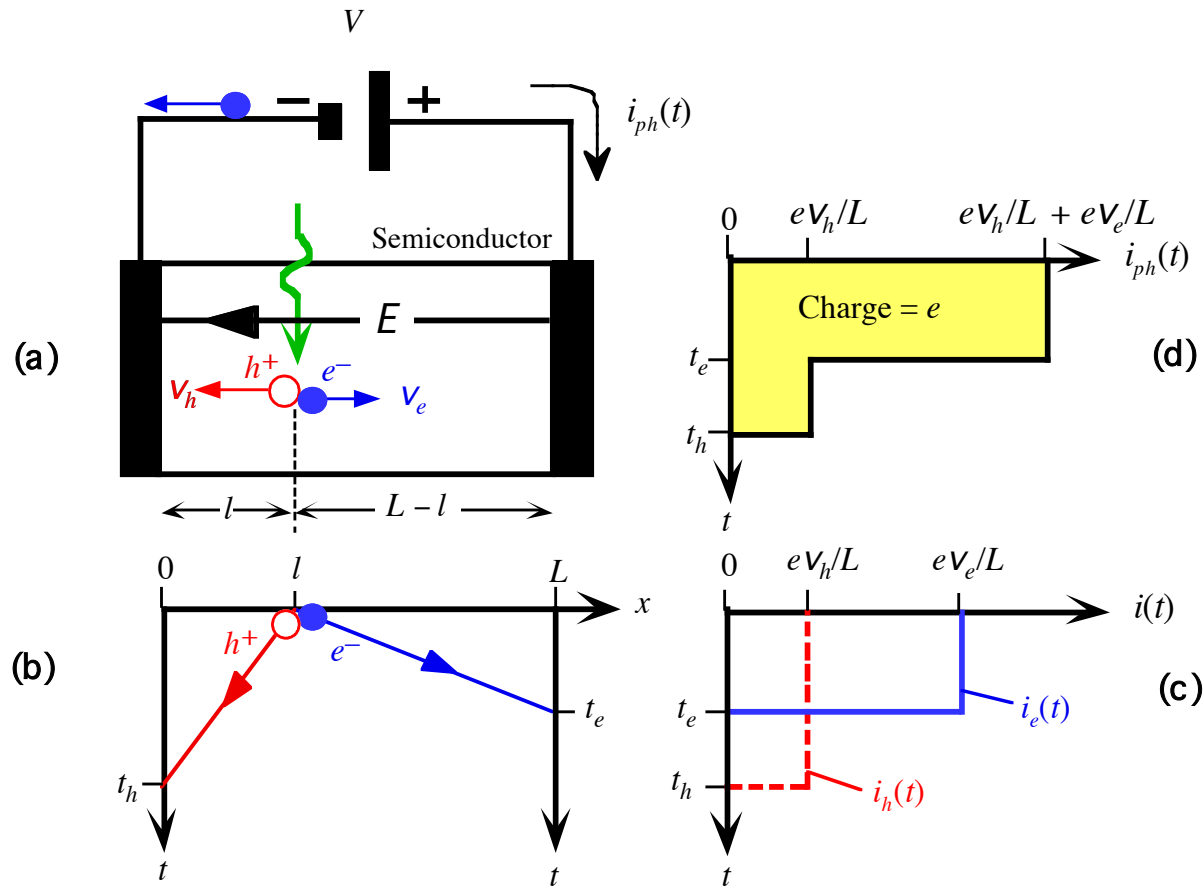 V
− +
i_ph(t)
Semiconductor
E
(a)
h⁺ e⁻
v_h v_e
l L − l
0 l L
x
h⁺ e⁻
(b)
t_e
t_h
t t
0 ev_h/L ev_h/L + ev_e/L
i_ph(t)
Charge = e
t_e
(d)
t_h
t
0 ev_h/L ev_e/L
i(t)
(c)
t_e i_e(t)
t_h i_h(t)
t